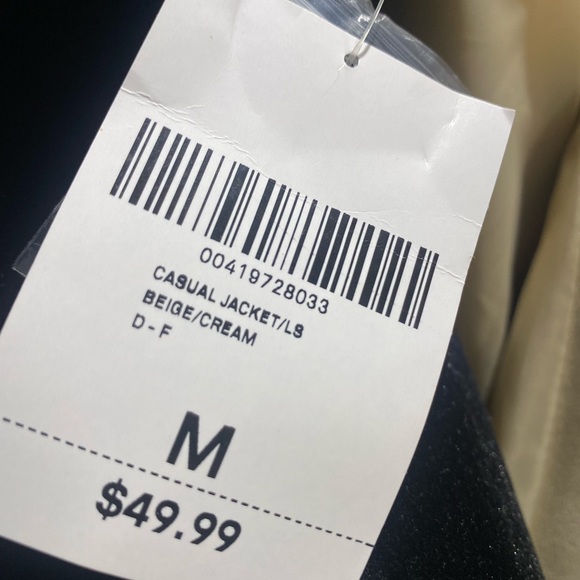 00419728033
CASUAL JACKET/LS
BEIGE/CREAM
D-F
M
$49.99